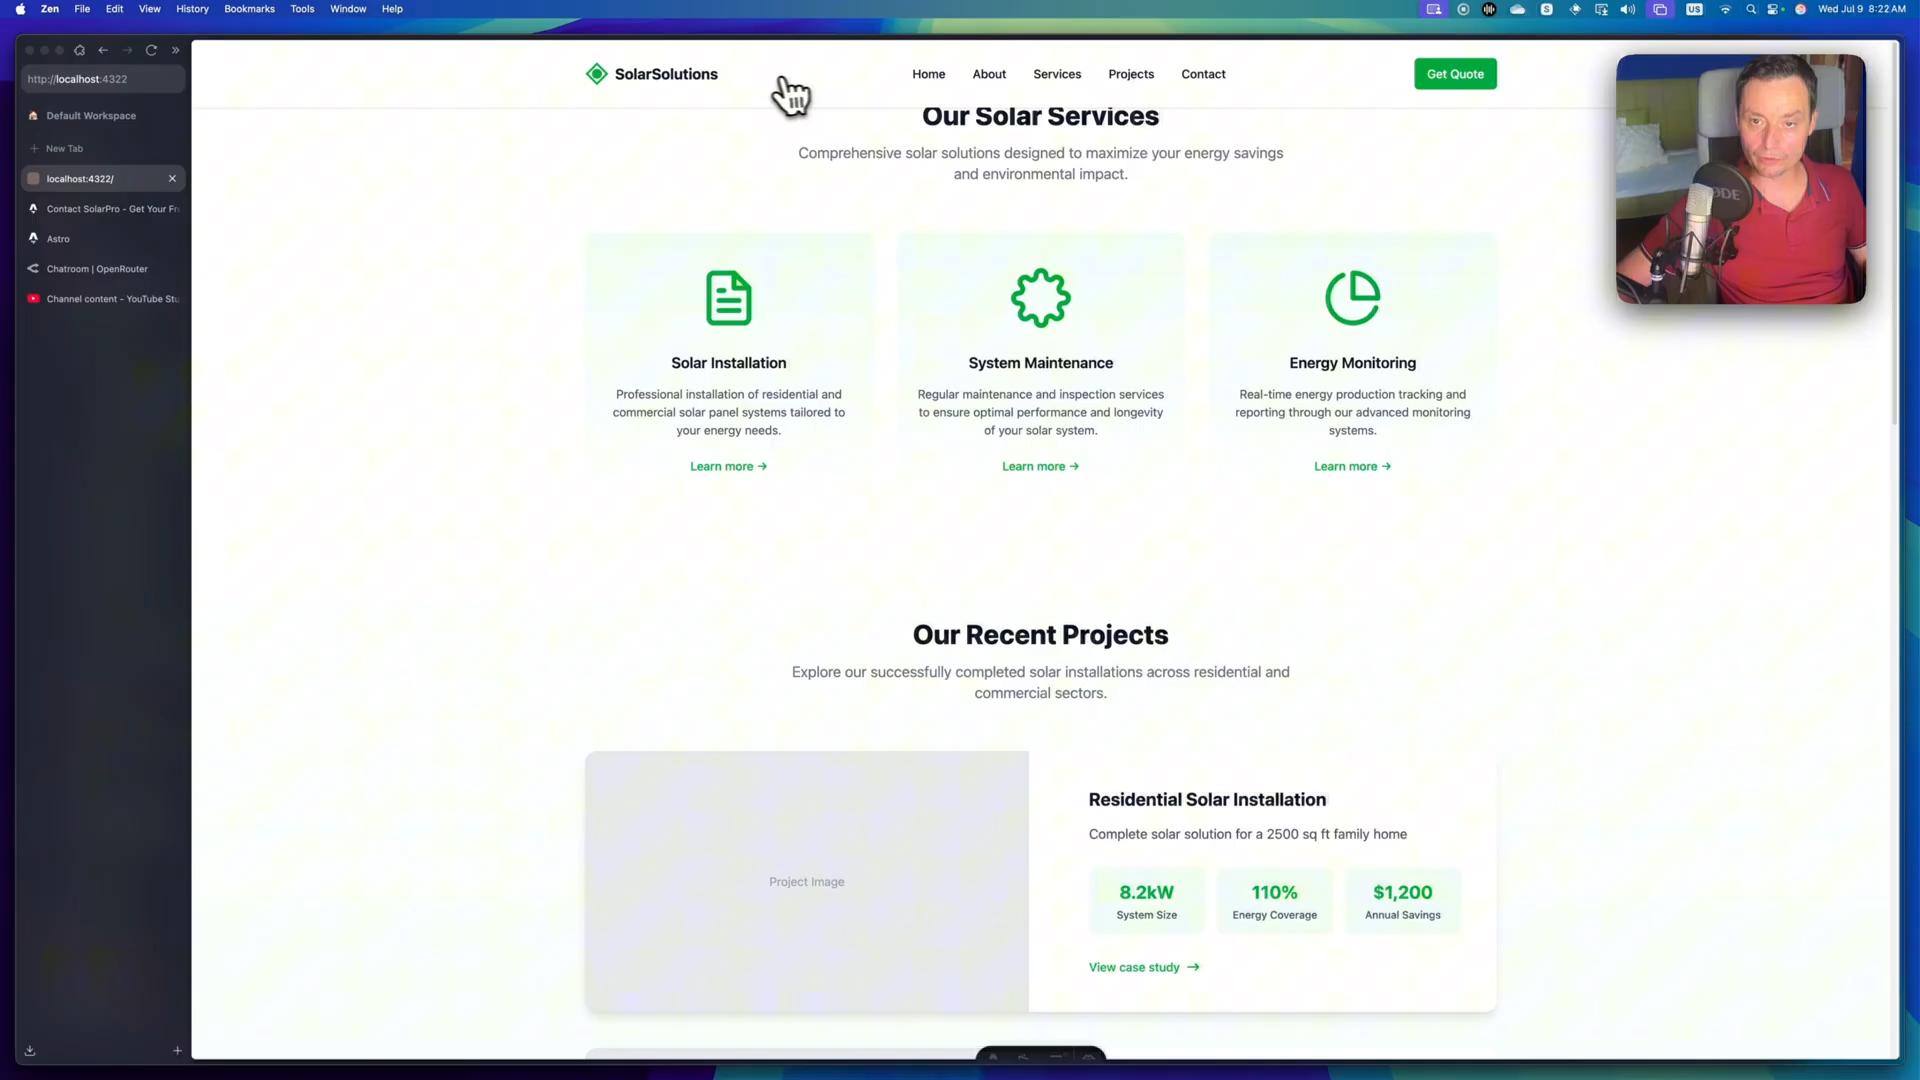 Zen File Edit View History Bookmarks Tools Window Help
S US Wed Jul 9 8:22 AM
http://localhost:4322
Default Workspace
New Tab
localhost:4322/
Contact SolarPro - Get Your Fr
Astro
Chatroom | OpenRouter
Channel content - YouTube Stu
SolarSolutions
Home About Services Projects Contact
Get Quote
RODE
Our Solar Services
Comprehensive solar solutions designed to maximize your energy savings
and environmental impact.
Solar Installation
Professional installation of residential and
commercial solar panel systems tailored to
your energy needs.
Learn more →
System Maintenance
Regular maintenance and inspection services
to ensure optimal performance and longevity
of your solar system.
Learn more →
Energy Monitoring
Real-time energy production tracking and
reporting through our advanced monitoring
systems.
Learn more →
Our Recent Projects
Explore our successfully completed solar installations across residential and
commercial sectors.
Project Image
Residential Solar Installation
Complete solar solution for a 2500 sq ft family home
8.2kW 110% $1,200
System Size Energy Coverage Annual Savings
View case study →